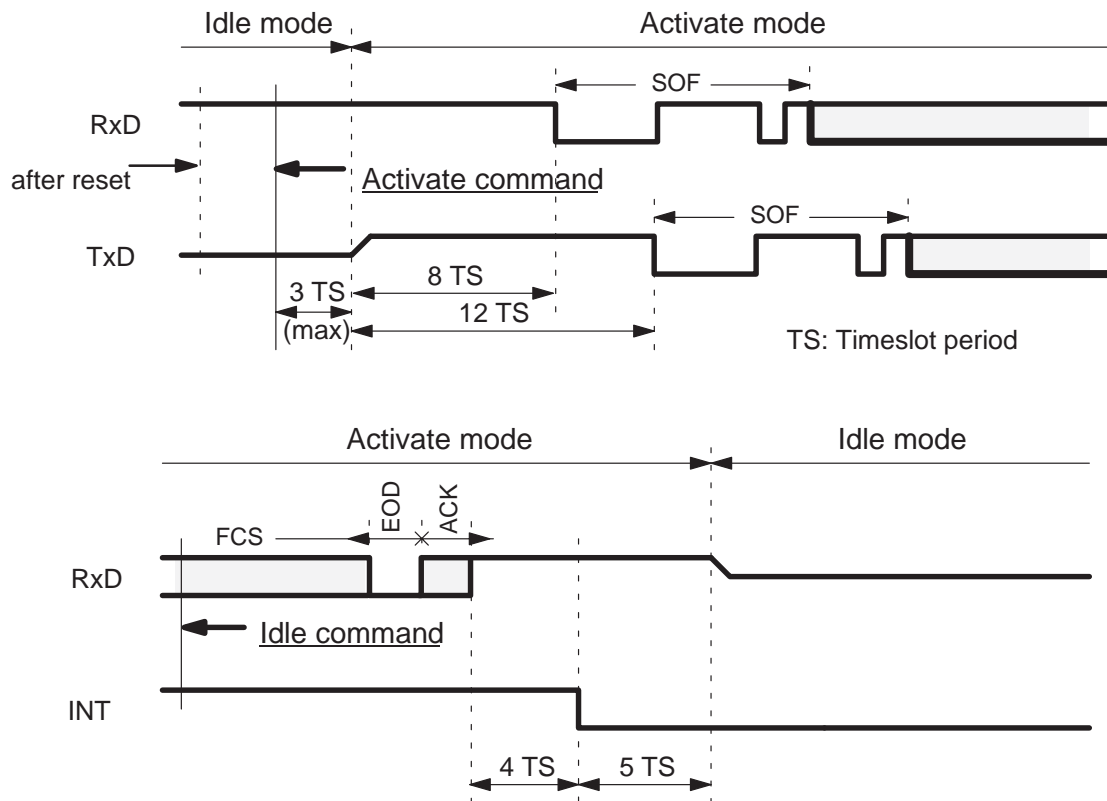 Idle mode
Activate mode
SOF
RxD
after reset
Activate command
SOF
TxD
8 TS
3 TS
(max)
12 TS
TS: Timeslot period
Activate mode
Idle mode
EOD
ACK
FCS
RxD
Idle command
INT
4 TS
5 TS